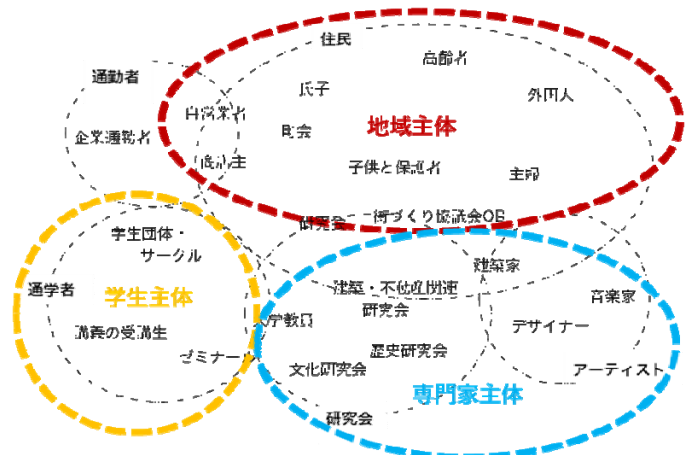 住民
高齢者
通勤者
氏子
外国人
自営業者
町会
地域主体
企業通勤者
商店主
子供と保護者
主婦
研究会
街づくり協議会OB
学生団体・
サークル
建築家
通学者
学生主体
建築・不動産関連
研究会
音楽家
大学教員
デザイナー
講義の受講生
ゼミナール
歴史研究会
文化研究会
アーティスト
専門家主体
研究会